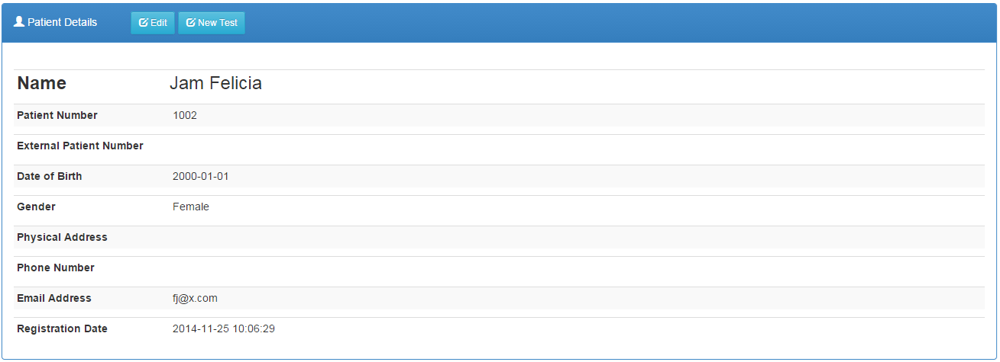 Patient Details Edit New Test
Name Jam Felicia
Patient Number 1002
External Patient Number
Date of Birth 2000-01-01
Gender Female
Physical Address
Phone Number
Email Address fj@x.com
Registration Date 2014-11-25 10:06:29